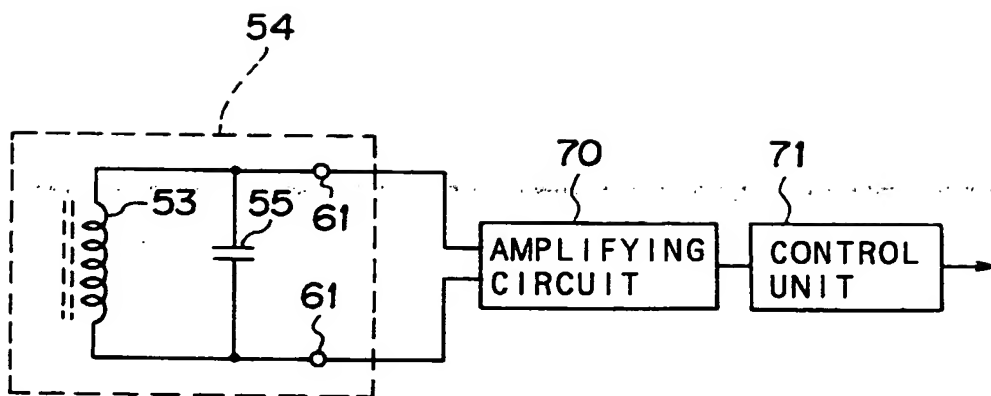 54
53
55
61
61
70
AMPLIFYING
CIRCUIT
71
CONTROL
UNIT